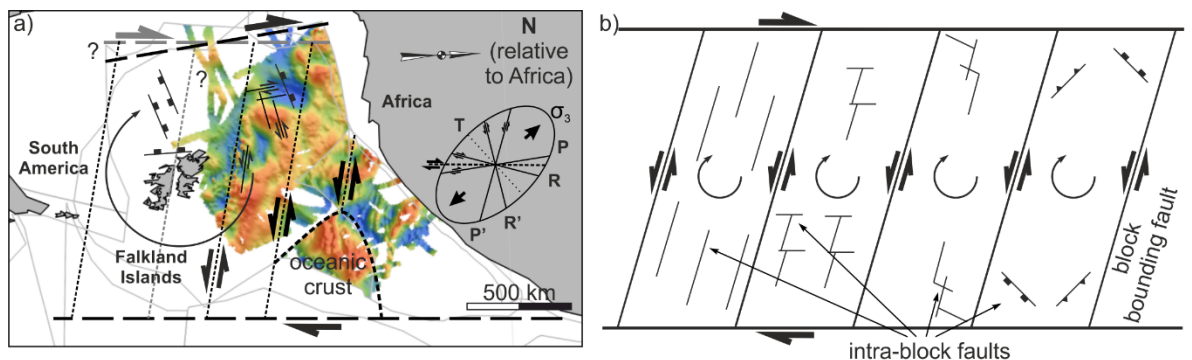 a)
N
(relative
to Africa)
?
?
Africa
σ3
T
P
R
R'
P'
South
America
Falkland
Islands
oceanic
crust
500 km
b)
block
bounding fault
intra-block faults